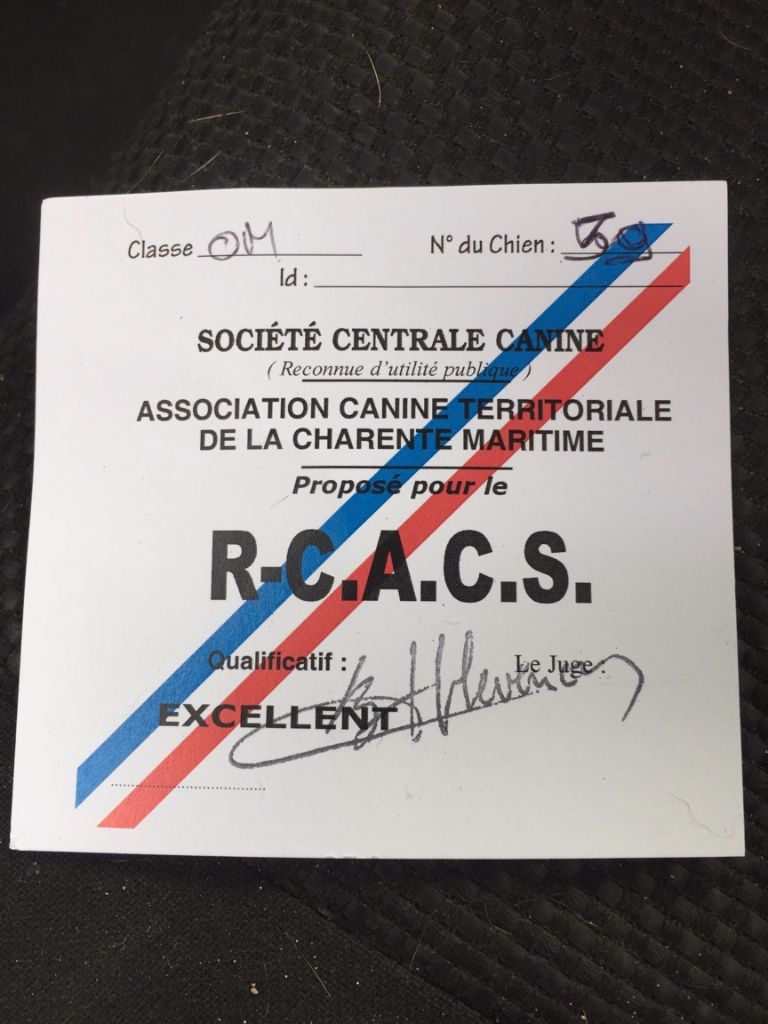 Classe OM N° du Chien :
Id :
SOCIÉTÉ CENTRALE CANINE
( Reconnue d'utilité publique )
ASSOCIATION CANINE TERRITORIALE
DE LA CHARENTE MARITIME
Proposé pour le
R-C.A.C.S.
Qualificatif : Le Juge :
EXCELLENT